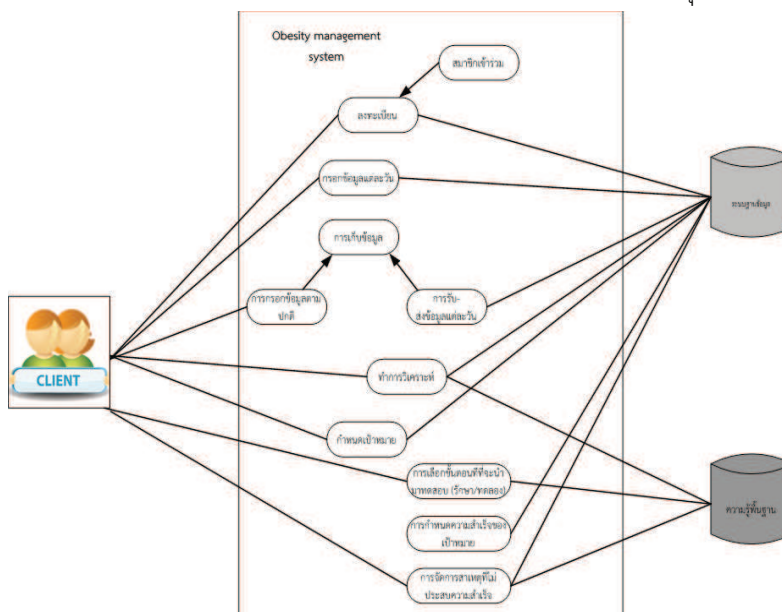 Obesity management
system
สมาชิกเข้าร่วม
ลงทะเบียน
กรอกข้อมูลแต่ละวัน
ระบบฐานข้อมูล
การเก็บข้อมูล
การกรอกข้อมูลตาม
ปกติ
การรับ-
ส่งข้อมูลแต่ละวัน
CLIENT
ทำการวิเคราะห์
กำหนดเป้าหมาย
การเลือกขั้นตอนที่จะนำ
มาทดสอบ (รักษา/ทดลอง)
ความรู้พื้นฐาน
การกำหนดความสำเร็จของ
เป้าหมาย
การจัดการสาเหตุที่ไม่
ประสบความสำเร็จ